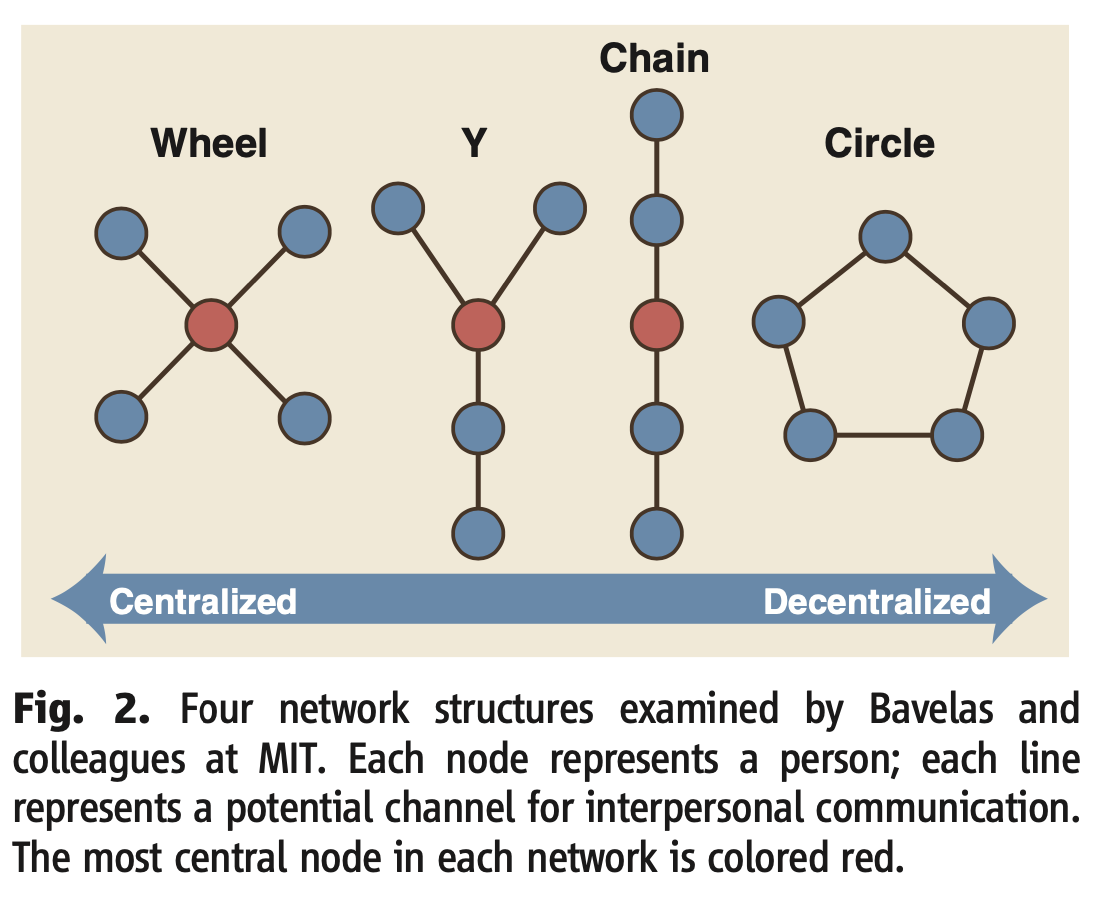 Chain
Wheel
Y
Circle
Centralized
Decentralized
Fig. 2. Four network structures examined by Bavelas and
colleagues at MIT. Each node represents a person; each line
represents a potential channel for interpersonal communication.
The most central node in each network is colored red.